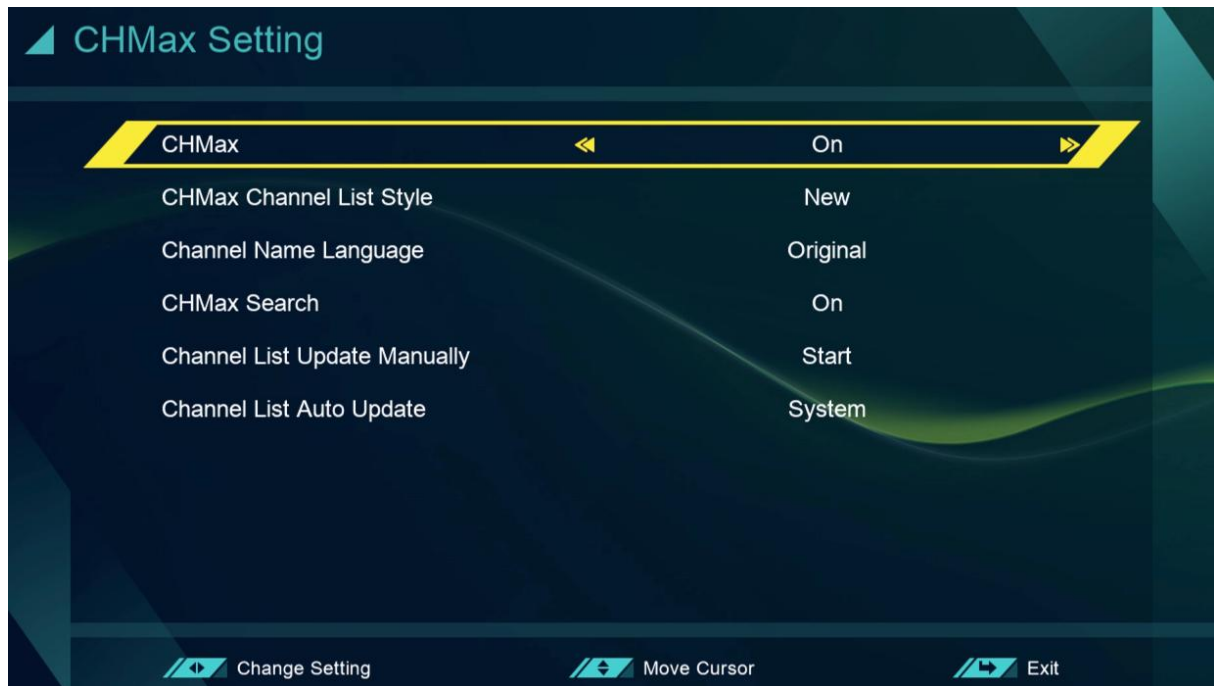 CHMax Setting
CHMax On
CHMax Channel List Style New
Channel Name Language Original
CHMax Search On
Channel List Update Manually Start
Channel List Auto Update System
Change Setting Move Cursor Exit